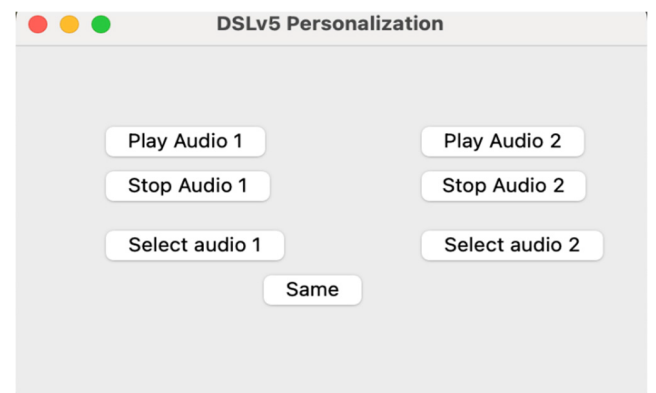 DSLv5 Personalization
Play Audio 1 Play Audio 2
Stop Audio 1 Stop Audio 2
Select audio 1 Select audio 2
Same